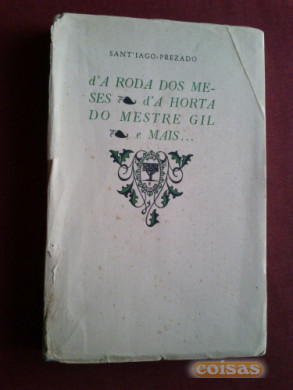 SANT'IAGO-PREZADO
d'A RODA DOS ME-
SES d'A HORTA
DO MESTRE GIL
e MAIS...
coisas